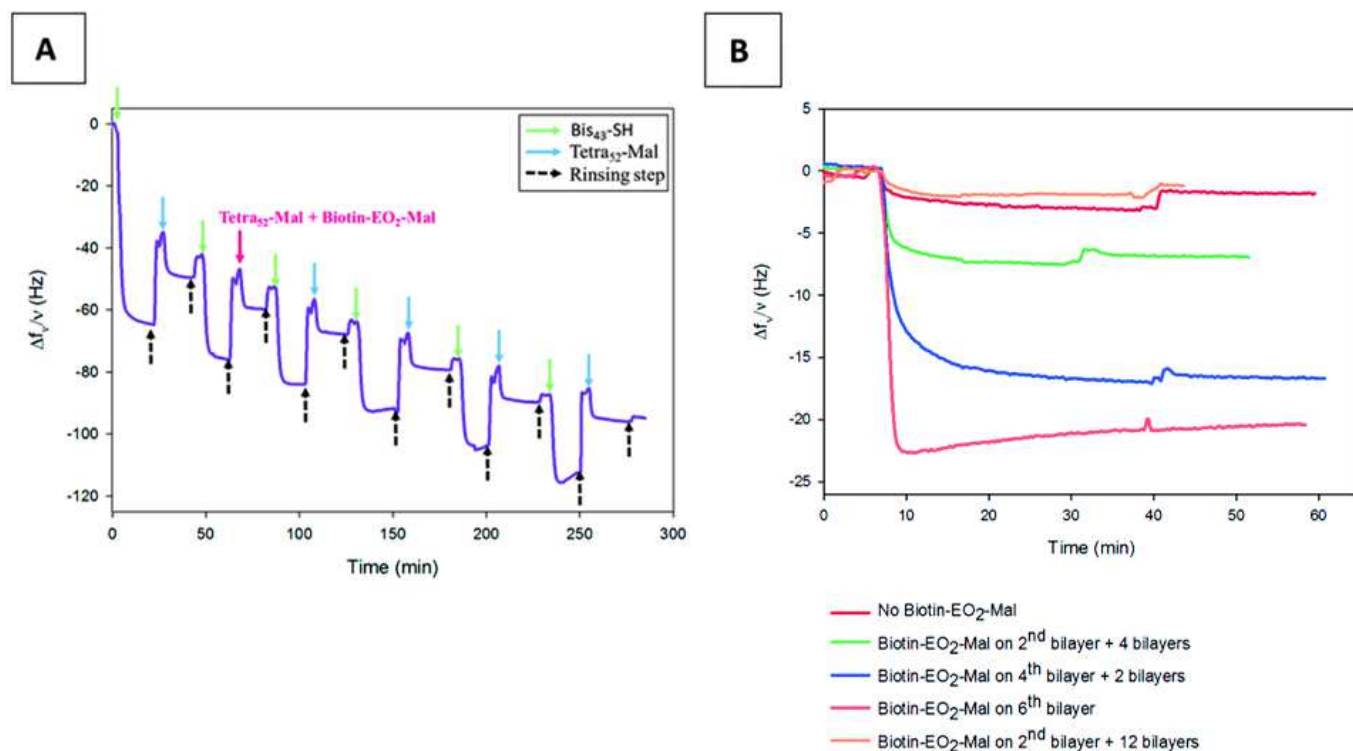 A
B
Bis₄₃-SH
Tetra₅₂-Mal
Rinsing step
Tetra₅₂-Mal + Biotin-EO₂-Mal
Δfᵥ/ν (Hz)
0
-20
-40
-60
-80
-100
-120
0 50 100 150 200 250 300
Time (min)
Δfᵥ/ν (Hz)
5
0
-5
-10
-15
-20
-25
0 10 20 30 40 50 60
Time (min)
No Biotin-EO₂-Mal
Biotin-EO₂-Mal on 2nd bilayer + 4 bilayers
Biotin-EO₂-Mal on 4th bilayer + 2 bilayers
Biotin-EO₂-Mal on 6th bilayer
Biotin-EO₂-Mal on 2nd bilayer + 12 bilayers